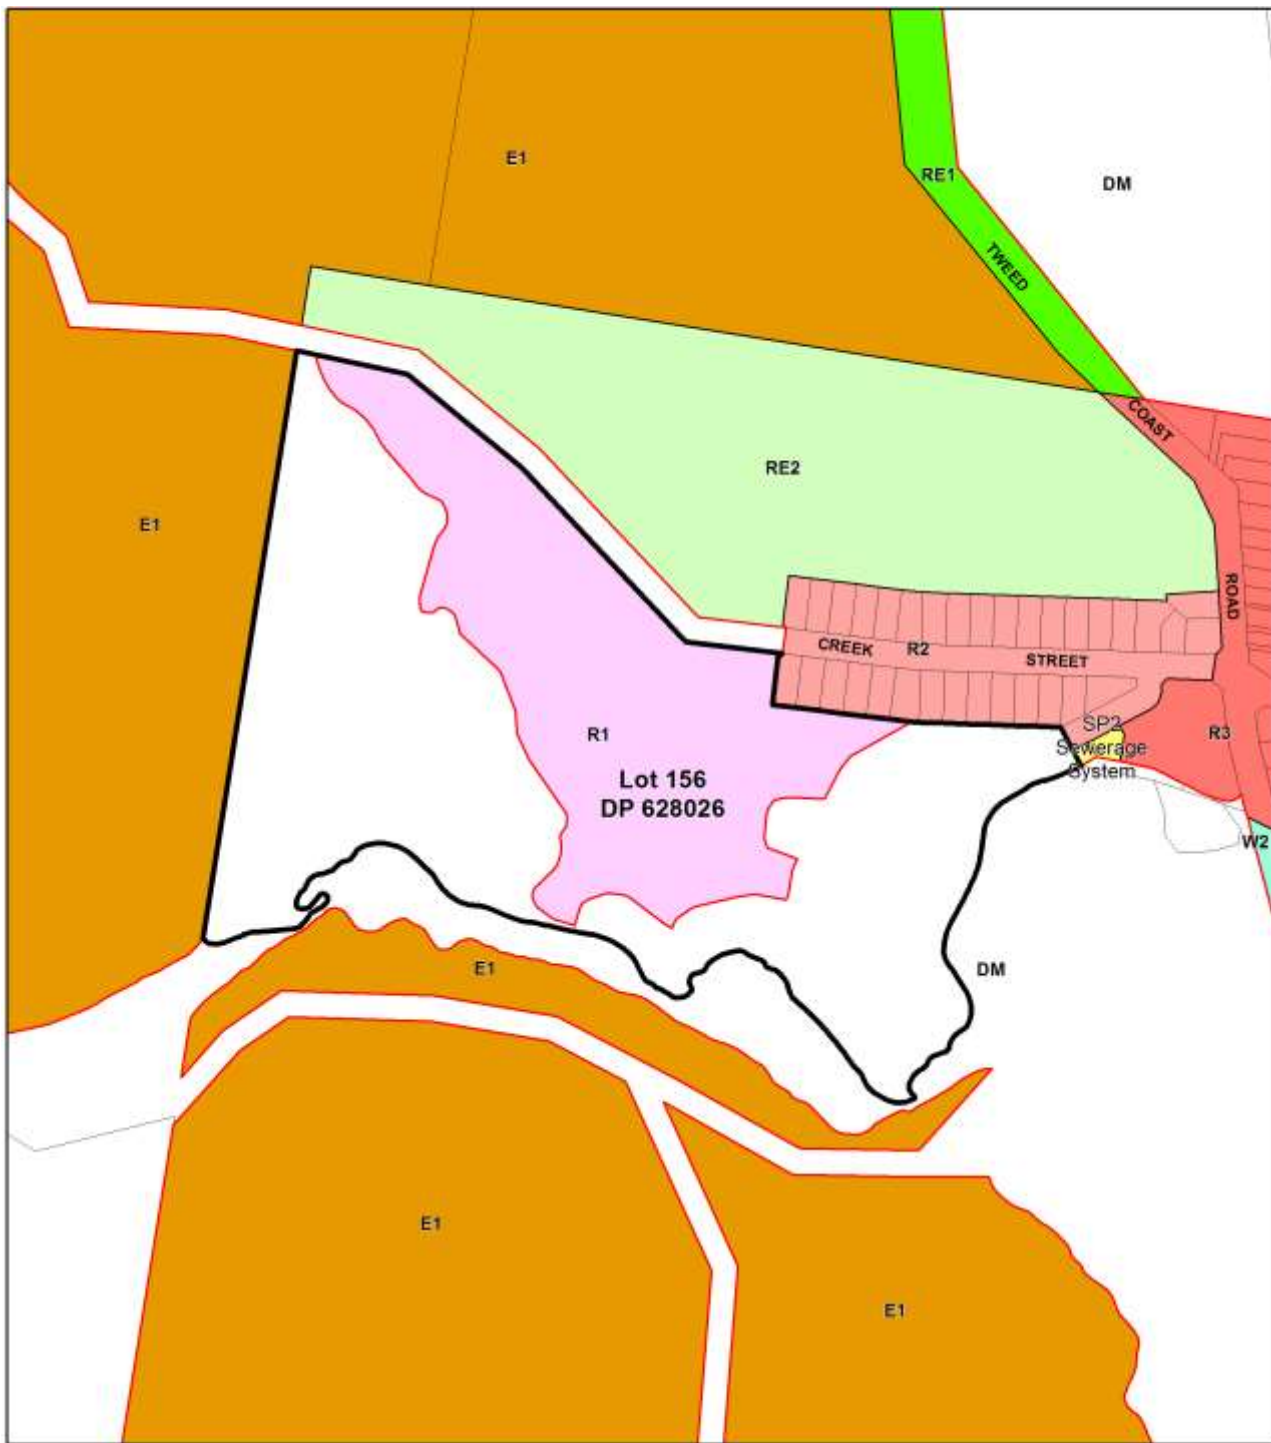 E1
RE1
DM
TWEED
COAST
RE2
E1
ROAD
CREEK
R2
STREET
R1
SP2
Sewerage
System
R3
Lot 156
DP 628026
W2
E1
DM
E1
E1